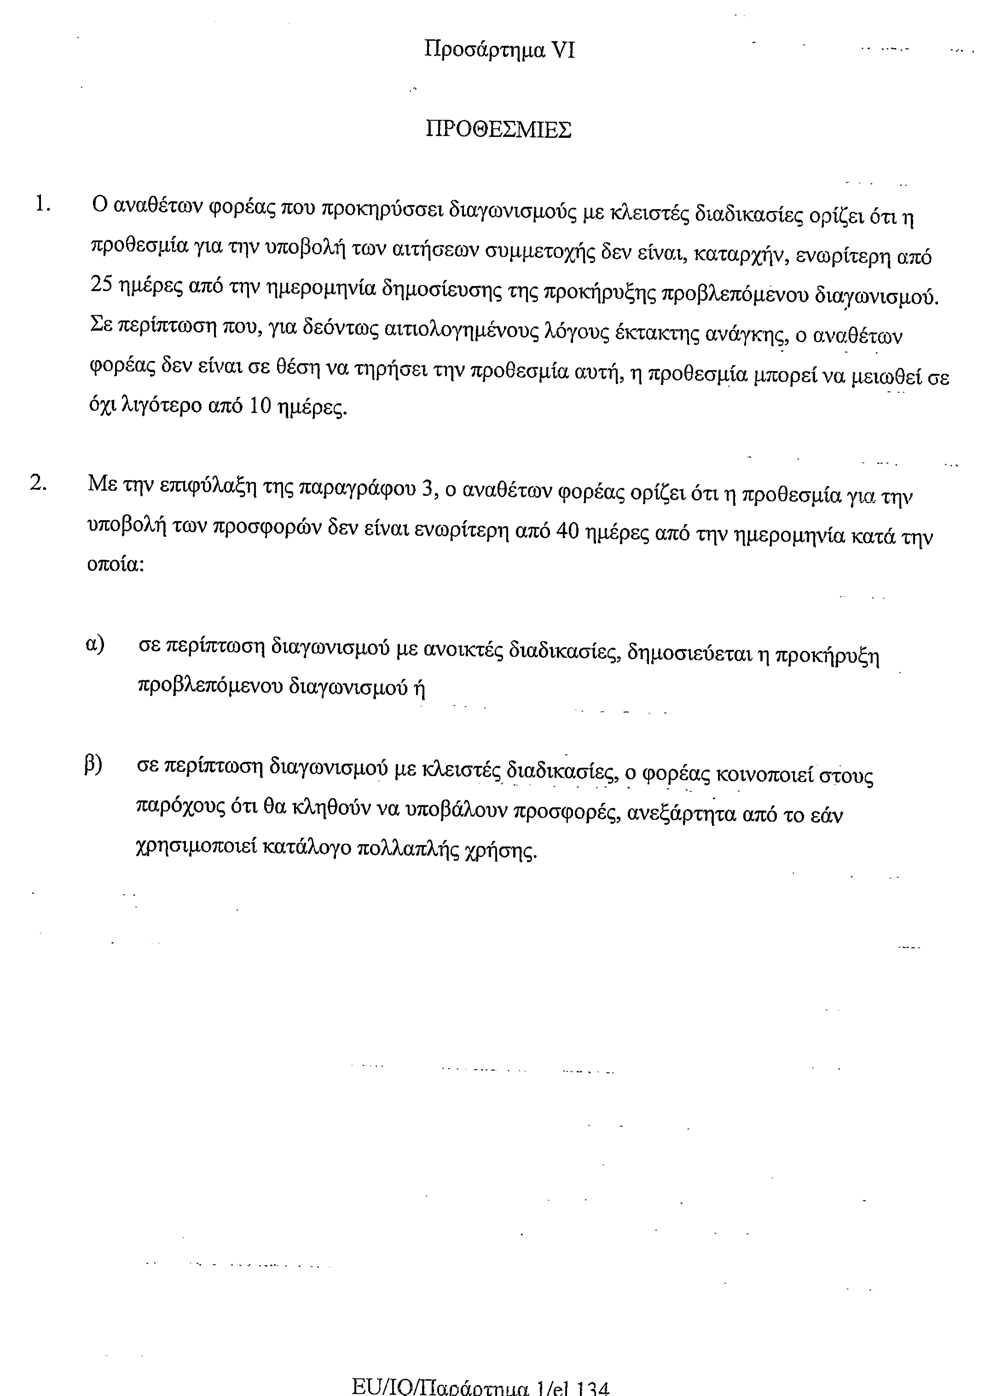 Προσάρτημα VI
ΠΡΟΘΕΣΜΙΕΣ
1. Ο αναθέτων φορέας που προκηρύσσει διαγωνισμούς με κλειστές διαδικασίες ορίζει ότι η
προθεσμία για την υποβολή των αιτήσεων συμμετοχής δεν είναι, καταρχήν, ενωρίτερη από
25 ημέρες από την ημερομηνία δημοσίευσης της προκήρυξης προβλεπόμενου διαγωνισμού.
Σε περίπτωση που, για δεόντως αιτιολογημένους λόγους έκτακτης ανάγκης, ο αναθέτων
φορέας δεν είναι σε θέση να τηρήσει την προθεσμία αυτή, η προθεσμία μπορεί να μειωθεί σε
όχι λιγότερο από 10 ημέρες.
2. Με την επιφύλαξη της παραγράφου 3, ο αναθέτων φορέας ορίζει ότι η προθεσμία για την
υποβολή των προσφορών δεν είναι ενωρίτερη από 40 ημέρες από την ημερομηνία κατά την
οποία:
α) σε περίπτωση διαγωνισμού με ανοικτές διαδικασίες, δημοσιεύεται η προκήρυξη
προβλεπόμενου διαγωνισμού ή
β) σε περίπτωση διαγωνισμού με κλειστές διαδικασίες, ο φορέας κοινοποιεί στους
παρόχους ότι θα κληθούν να υποβάλουν προσφορές, ανεξάρτητα από το εάν
χρησιμοποιεί κατάλογο πολλαπλής χρήσης.
EU/IQ/Παράρτημα 1/el 134